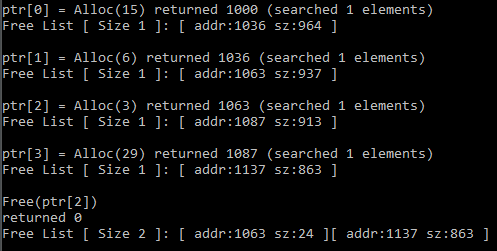 ptr[0] = Alloc(15) returned 1000 (searched 1 elements)
Free List [ Size 1 ]: [ addr:1036 sz:964 ]
ptr[1] = Alloc(6) returned 1036 (searched 1 elements)
Free List [ Size 1 ]: [ addr:1063 sz:937 ]
ptr[2] = Alloc(3) returned 1063 (searched 1 elements)
Free List [ Size 1 ]: [ addr:1087 sz:913 ]
ptr[3] = Alloc(29) returned 1087 (searched 1 elements)
Free List [ Size 1 ]: [ addr:1137 sz:863 ]
Free(ptr[2])
returned 0
Free List [ Size 2 ]: [ addr:1063 sz:24 ][ addr:1137 sz:863 ]